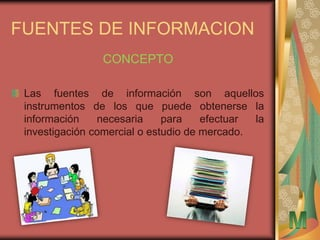 FUENTES DE INFORMACION
CONCEPTO
Las fuentes de información son aquellos
instrumentos de los que puede obtenerse la
información necesaria para efectuar la
investigación comercial o estudio de mercado.
M